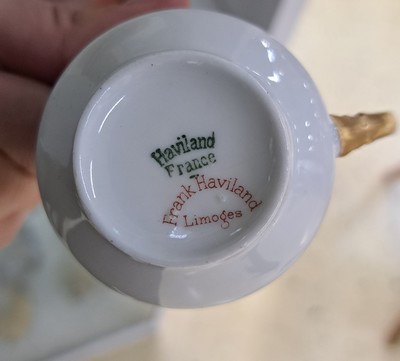 Haviland
France
Frank Haviland
Limoges